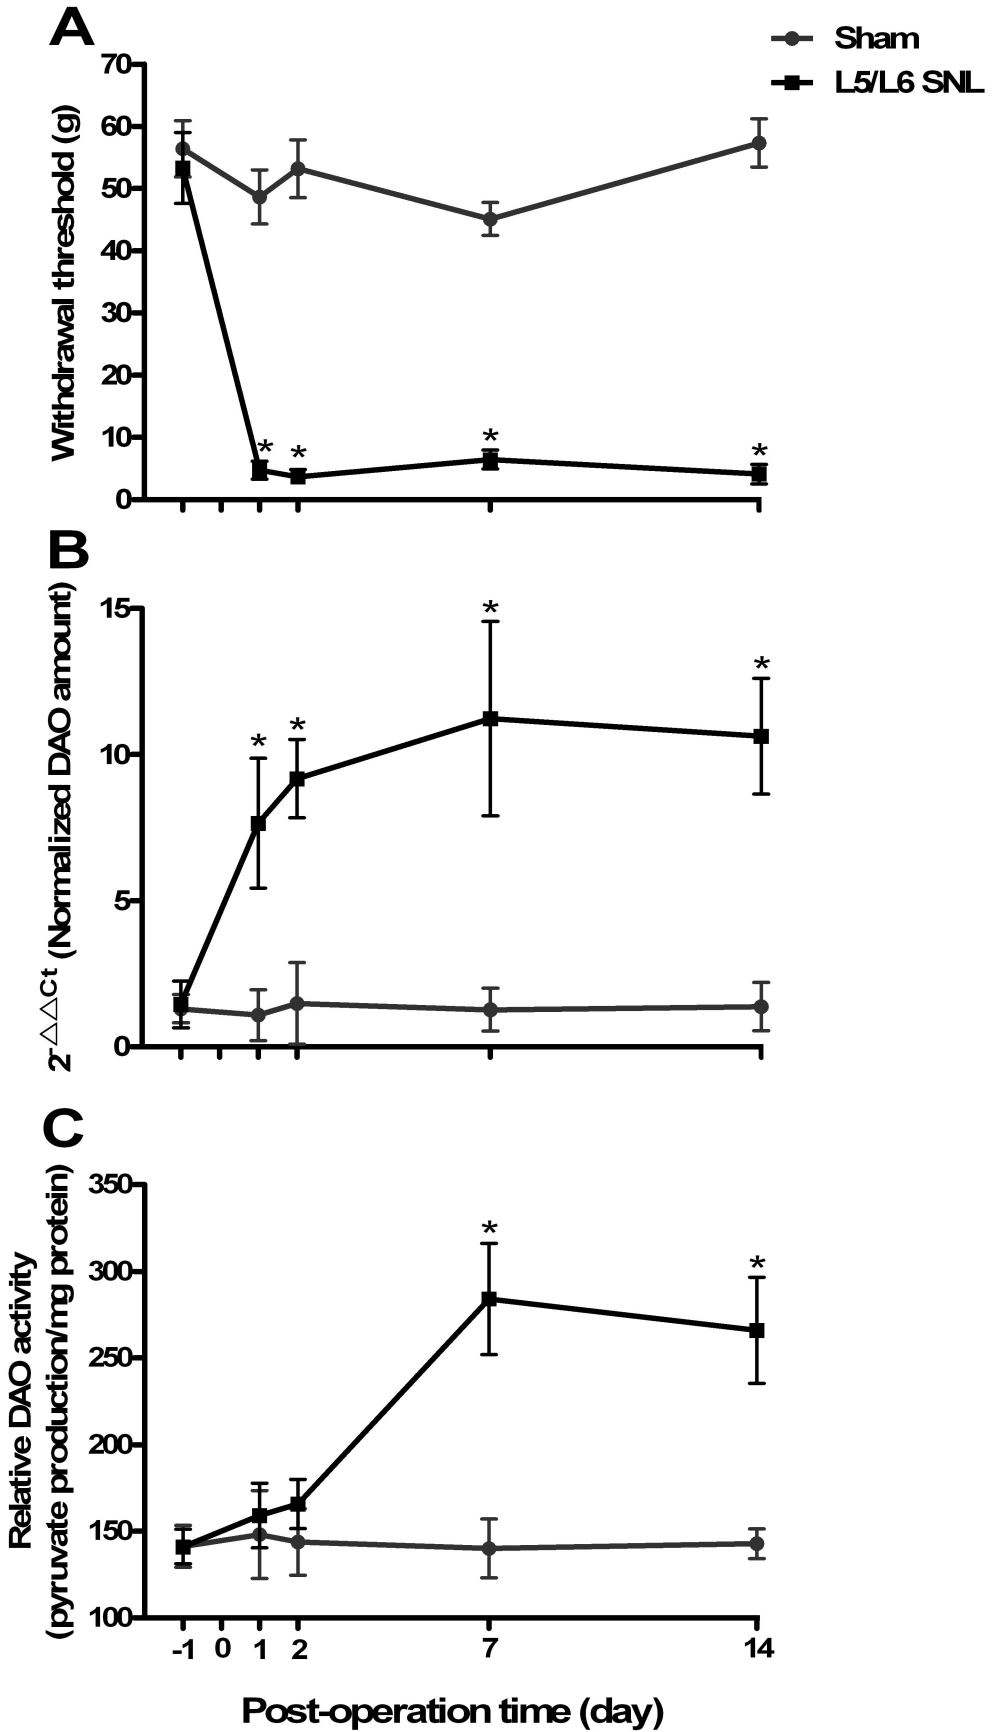 A
Sham
L5/L6 SNL
Withdrawal threshold (g)
70
60
50
40
30
20
10
0
* * * *
B
2-△△Ct (Normalized DAO amount)
15
10
5
0
* * * *
C
Relative DAO activity
(pyruvate production/mg protein)
350
300
250
200
150
100
* *
-1 0 1 2 7 14
Post-operation time (day)